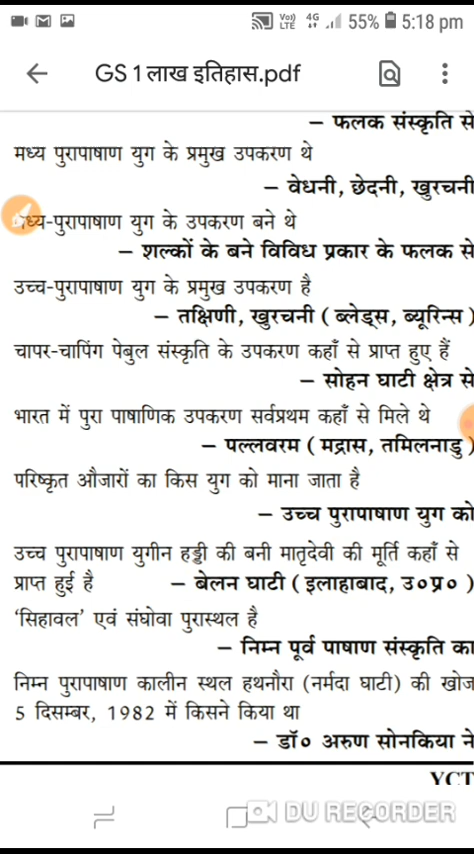 Vol) LTE 4G 55% 5:18 pm
GS 1 लाख इतिहास.pdf
– फलक संस्कृति से
मध्य पुरापाषाण युग के प्रमुख उपकरण थे
– वेधनी, छेदनी, खुरचनी
ध्य-पुरापाषाण युग के उपकरण बने थे
– शल्कों के बने विविध प्रकार के फलक से
उच्च-पुरापाषाण युग के प्रमुख उपकरण है
– तक्षिणी, खुरचनी ( ब्लेड्स, ब्यूरिन्स )
चापर-चापिंग पेबुल संस्कृति के उपकरण कहाँ से प्राप्त हुए हैं
– सोहन घाटी क्षेत्र से
भारत में पुरा पाषाणिक उपकरण सर्वप्रथम कहाँ से मिले थे
– पल्लवरम ( मद्रास, तमिलनाडु )
परिष्कृत औजारों का किस युग को माना जाता है
– उच्च पुरापाषाण युग को
उच्च पुरापाषाण युगीन हड्डी की बनी मातृदेवी की मूर्ति कहाँ से
प्राप्त हुई है – बेलन घाटी ( इलाहाबाद, उ०प्र० )
'सिहावल' एवं संघोवा पुरास्थल है
– निम्न पूर्व पाषाण संस्कृति का
निम्न पुरापाषाण कालीन स्थल हथनौरा (नर्मदा घाटी) की खोज
5 दिसम्बर, 1982 में किसने किया था
– डॉ० अरुण सोनकिया ने
YCT
DU RECORDER